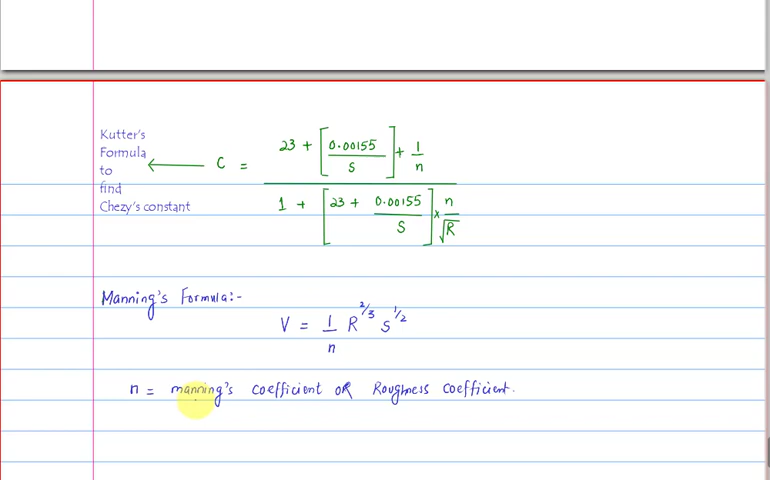 Kutter's
Formula
to
find
Chezy's constant
C = (23 + [0.00155/S] + 1/n) / (1 + [23 + 0.00155/S] × n/√R)
Manning's Formula:-
V = 1/n R^2/3 S^1/2
n = manning's coefficient OR Roughness coefficient.